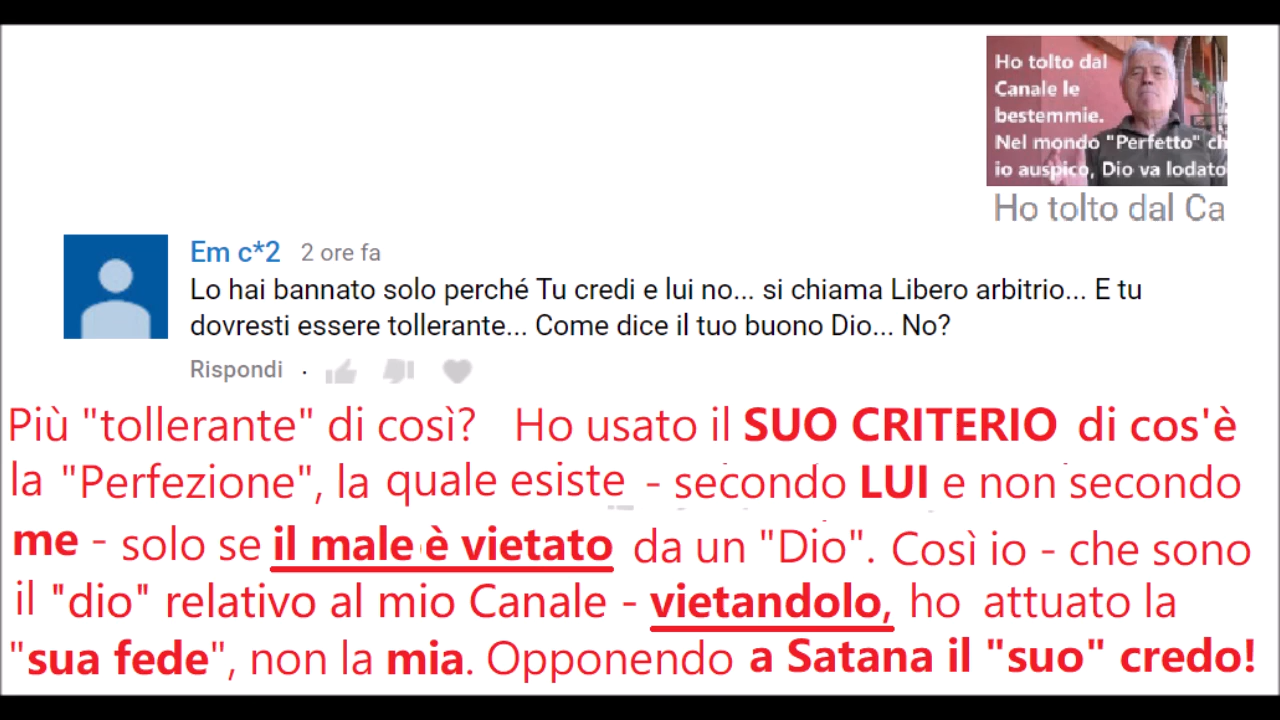 Ho tolto dal
Canale le
bestemmie.
Nel mondo "Perfetto" ch
io auspico, Dio va lodato
Ho tolto dal Ca
Em c*2 2 ore fa
Lo hai bannato solo perché Tu credi e lui no... si chiama Libero arbitrio... E tu
dovresti essere tollerante... Come dice il tuo buono Dio... No?
Rispondi ·
Più "tollerante" di così? Ho usato il SUO CRITERIO di cos'è
la "Perfezione", la quale esiste - secondo LUI e non secondo
me - solo se il male è vietato da un "Dio". Così io - che sono
il "dio" relativo al mio Canale - vietandolo, ho attuato la
"sua fede", non la mia. Opponendo a Satana il "suo" credo!